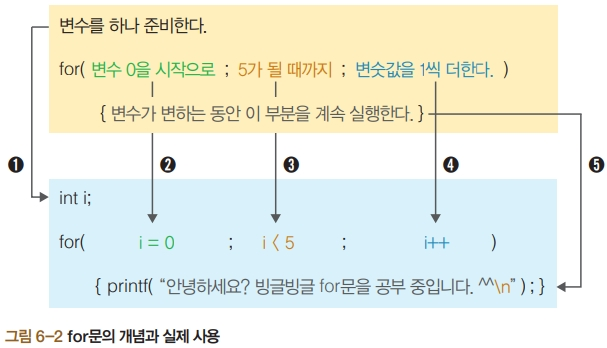 변수를 하나 준비한다.
for( 변수 0을 시작으로 ; 5가 될 때까지 ; 변숫값을 1씩 더한다. )
{ 변수가 변하는 동안 이 부분을 계속 실행한다. }
❶ ❷ ❸ ❹ ❺
int i;
for( i = 0 ; i < 5 ; i++ )
{ printf( “안녕하세요? 빙글빙글 for문을 공부 중입니다. ^^\n” ) ; }
그림 6-2 for문의 개념과 실제 사용